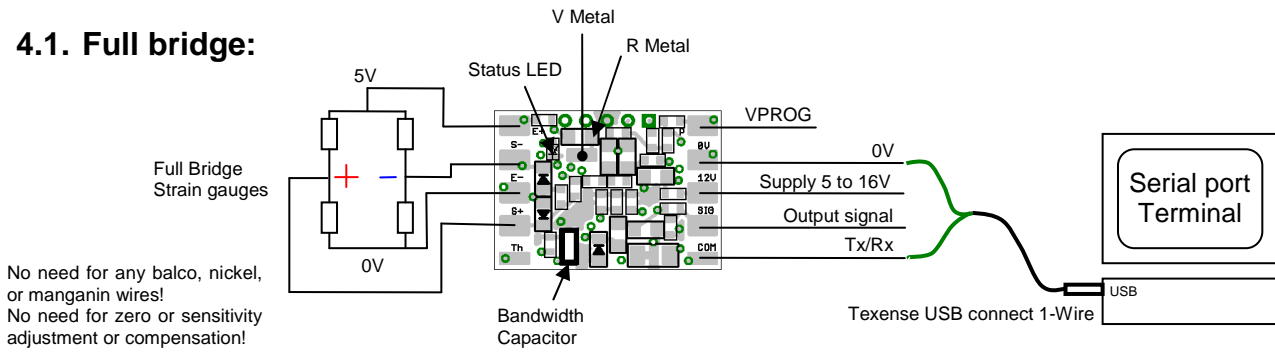 4.1. Full bridge:
V Metal
R Metal
Status LED
5V
VPROG
E+
P
S-
0V
0V
Full Bridge
Strain gauges
+ –
E-
12V
Supply 5 to 16V
Serial port
Terminal
S+
SIG
Output signal
Th
COM
Tx/Rx
0V
No need for any balco, nickel,
or manganin wires!
No need for zero or sensitivity
adjustment or compensation!
Bandwidth
Capacitor
Texense USB connect 1-Wire
USB